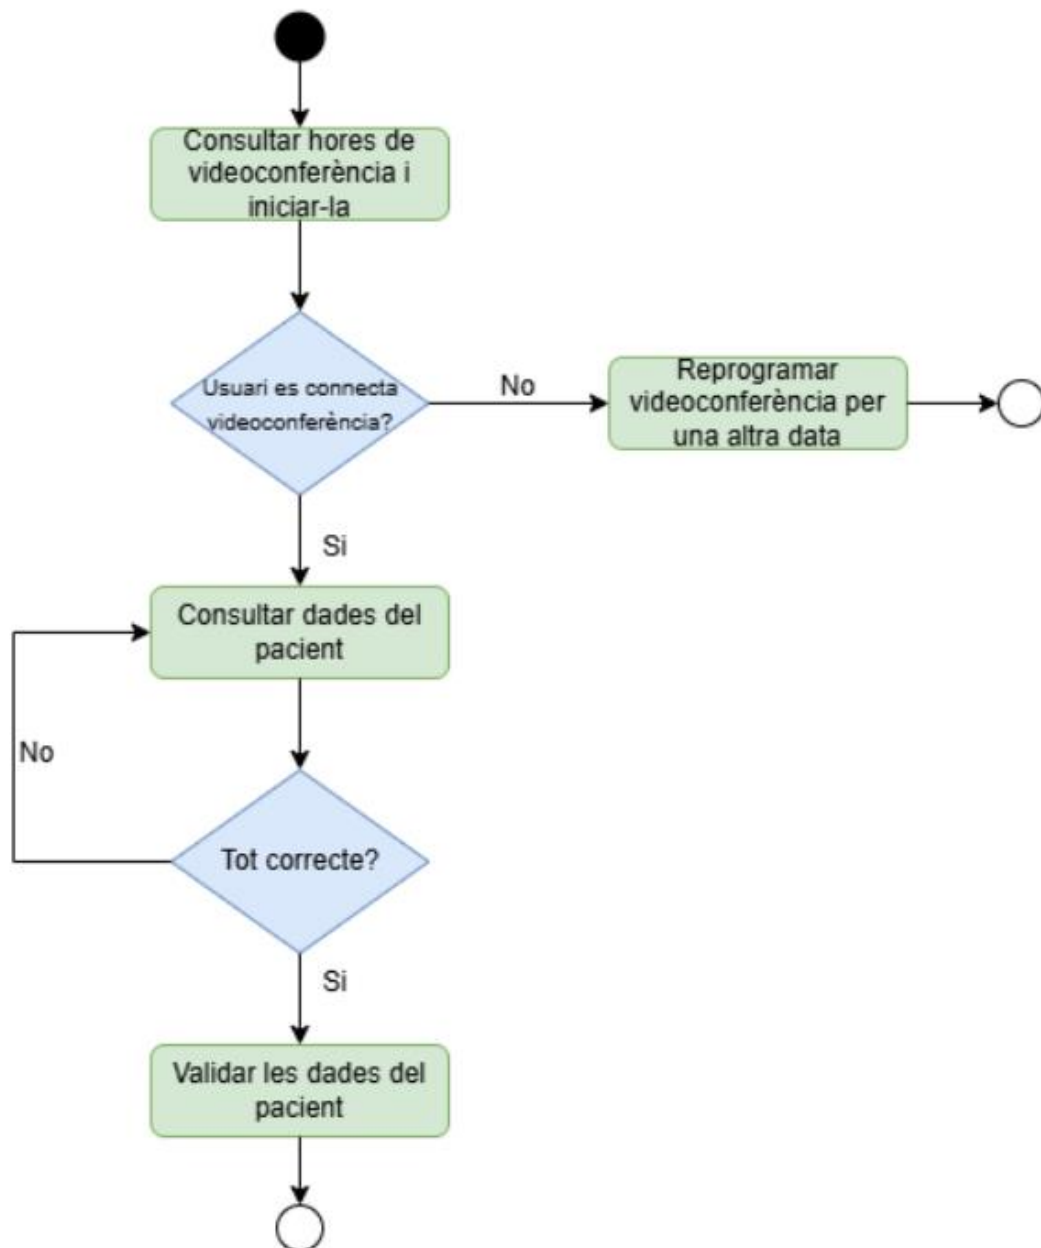 Consultar hores de
videoconferència i
iniciar-la
Usuari es connecta
videoconferència?
No
Reprogramar
videoconferència per
una altra data
Si
Consultar dades del
pacient
No
Tot correcte?
Si
Validar les dades del
pacient